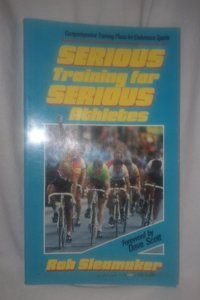 Comprehensive Training Plans for Endurance Sports
SERIOUS
Training for
SERIOUS
Athletes
Foreword by
Dave Scott
Rob Sleamaker